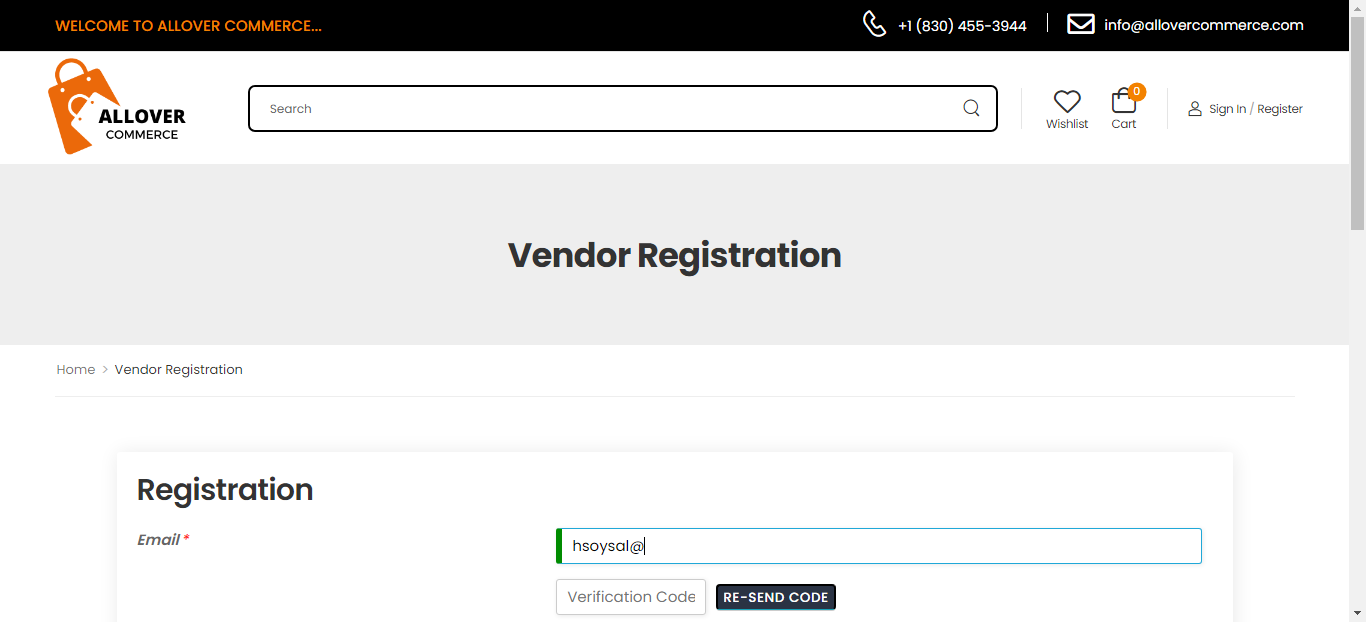 WELCOME TO ALLOVER COMMERCE...
+1 (830) 455-3944
info@allovercommerce.com
ALLOVER
COMMERCE
Search
0
Wishlist
Cart
Sign In / Register
Vendor Registration
Home > Vendor Registration
Registration
Email *
hsoysal@
Verification Code
RE-SEND CODE